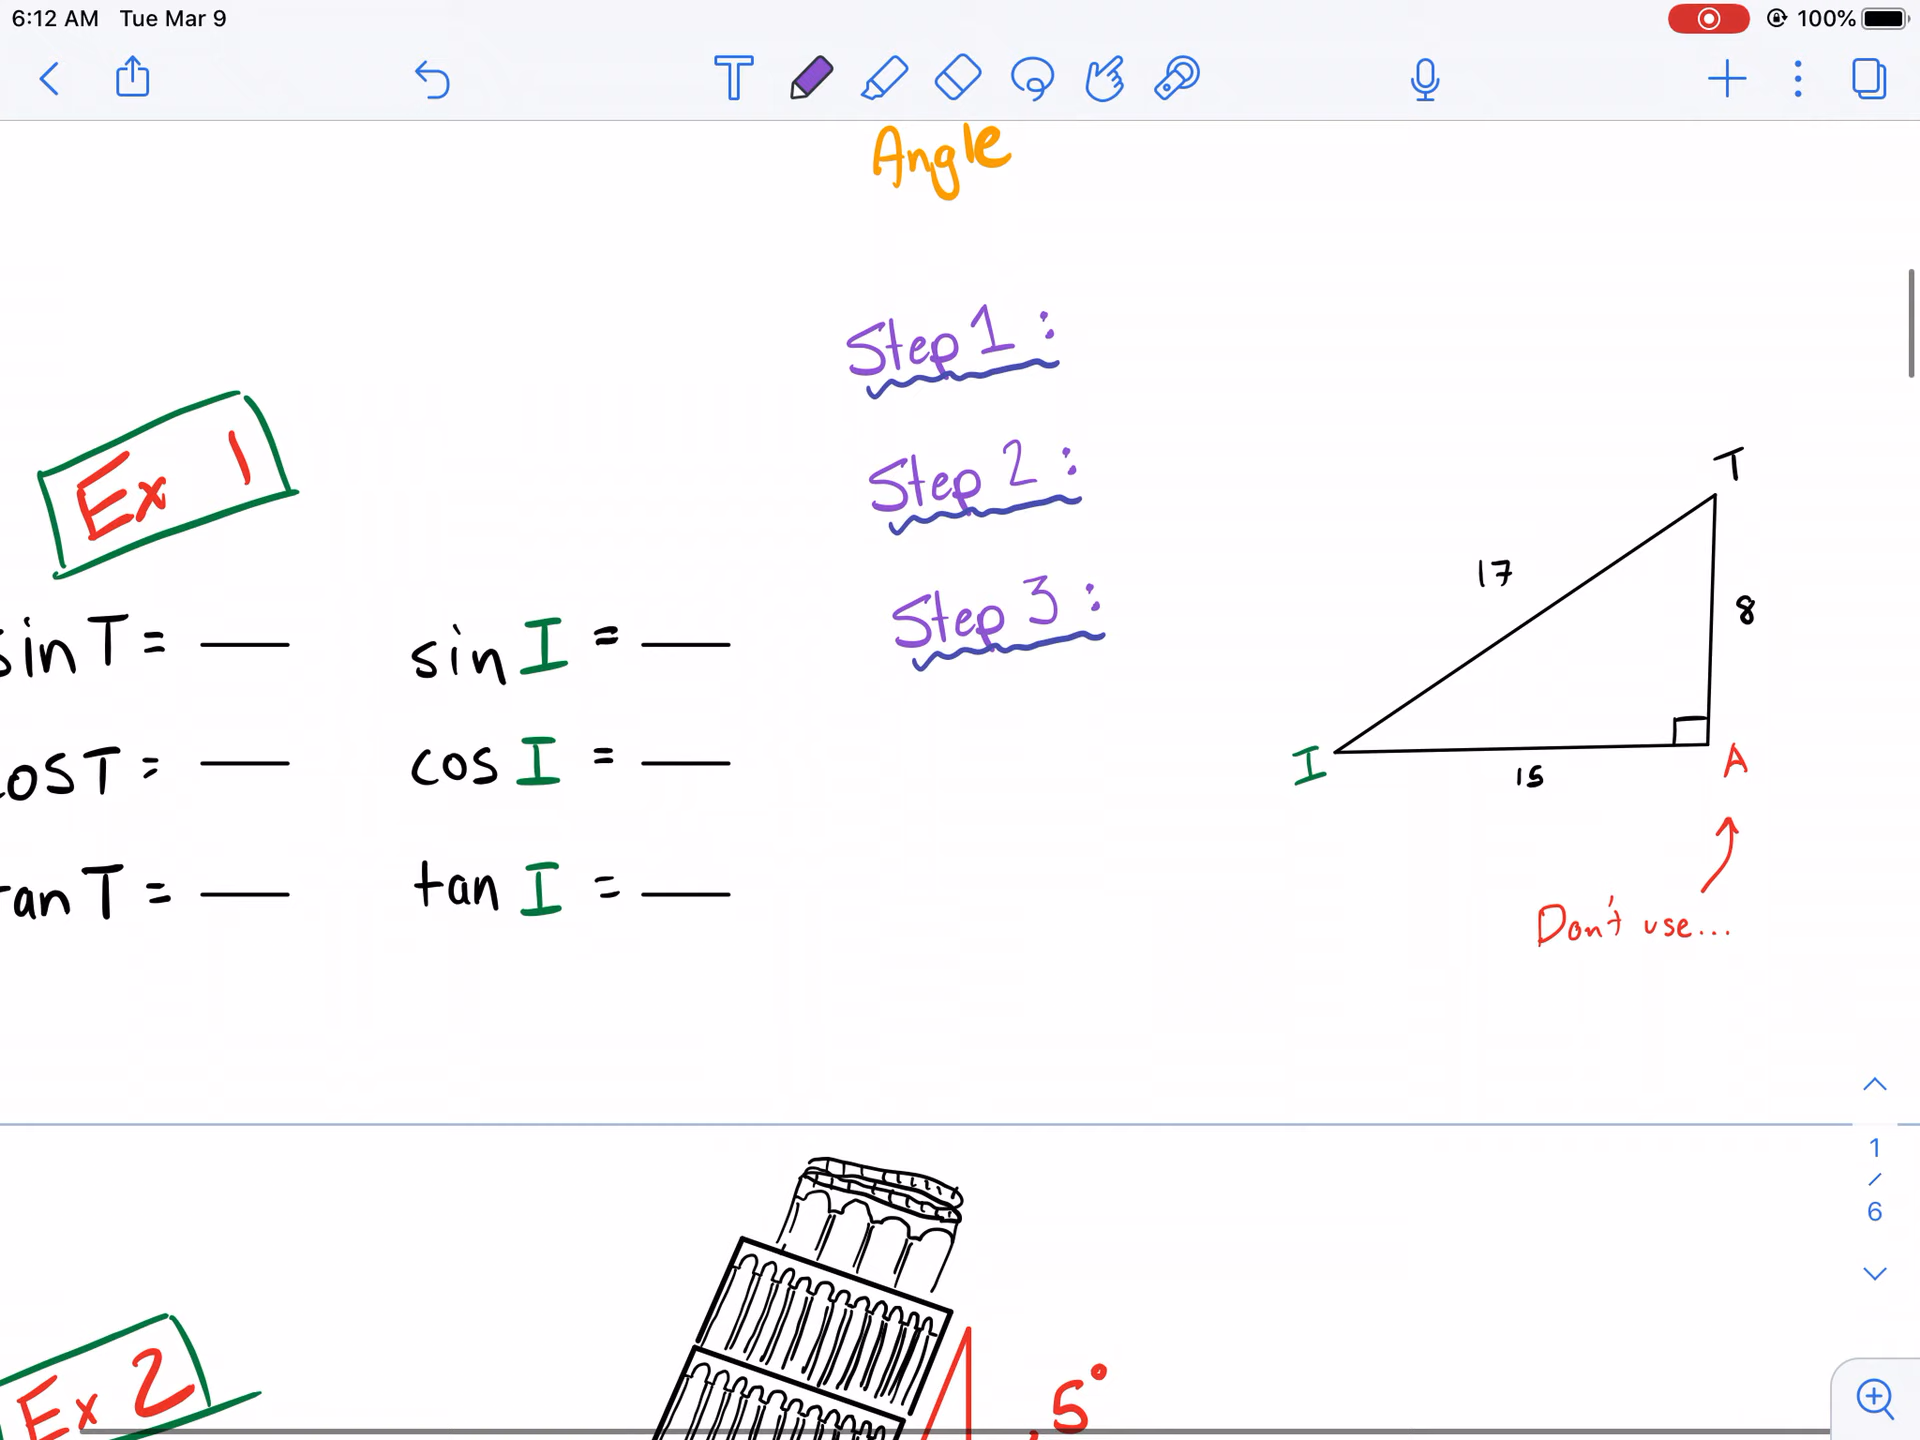 6:12 AM Tue Mar 9
100%
T
Angle
Step 1:
Step 2:
Step 3:
Ex 1
sin T =
sin I =
cos T =
cos I =
tan T =
tan I =
T
17
8
I
15
A
Don't use...
1
/
6
Ex 2
.5°